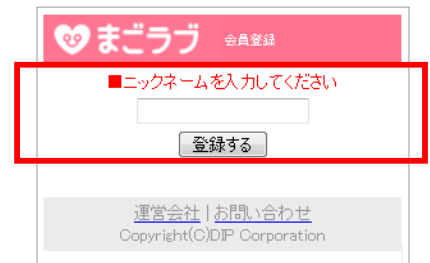 まごラブ 会員登録
■ニックネームを入力してください
登録する
運営会社 | お問い合わせ
Copyright(C)DIP Corporation